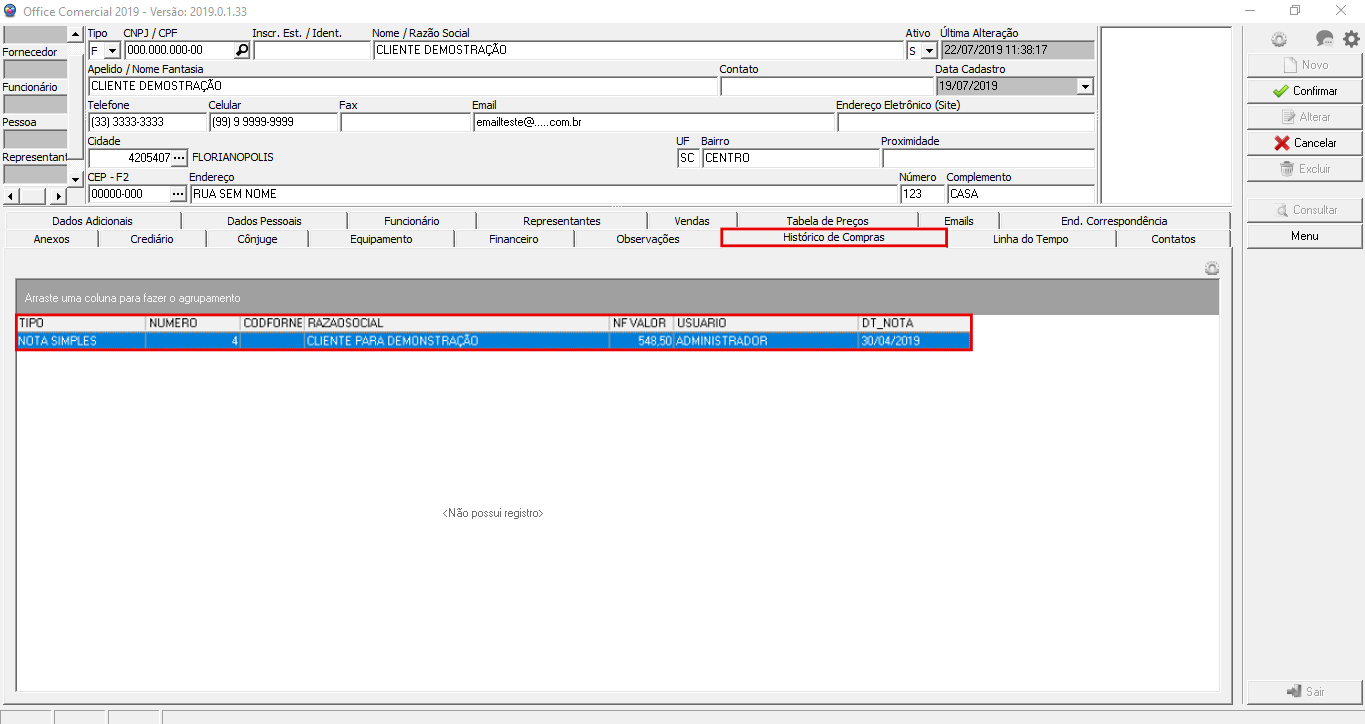 Office Comercial 2019 - Versão: 2019.0.1.33
Fornecedor
Funcionário
Pessoa
Representant
Tipo CNPJ / CPF Inscr. Est. / Ident. Nome / Razão Social Ativo Última Alteração
F 000.000.000-00 CLIENTE DEMOSTRAÇÃO S 22/07/2019 11:38:17
Apelido / Nome Fantasia Contato Data Cadastro
CLIENTE DEMOSTRAÇÃO 19/07/2019
Telefone Celular Fax Email Endereço Eletrônico (Site)
(33) 3333-3333 (99) 9 9999-9999 emailteste@.....com.br
Cidade UF Bairro Proximidade
4205407 ... FLORIANOPOLIS SC CENTRO
CEP - F2 Endereço Número Complemento
00000-000 ... RUA SEM NOME 123 CASA
Novo
Confirmar
Alterar
Cancelar
Excluir
Consultar
Menu
Dados Adicionais Dados Pessoais Funcionário Representantes Vendas Tabela de Preços Emails End. Correspondência
Anexos Crediário Cônjuge Equipamento Financeiro Observações Histórico de Compras Linha do Tempo Contatos
Arraste uma coluna para fazer o agrupamento
TIPO NUMERO CODFORNE RAZAOSOCIAL NF VALOR USUARIO DT_NOTA
NOTA SIMPLES 4 CLIENTE PARA DEMONSTRAÇÃO 548,50 ADMINISTRADOR 30/04/2019
<Não possui registro>
Sair